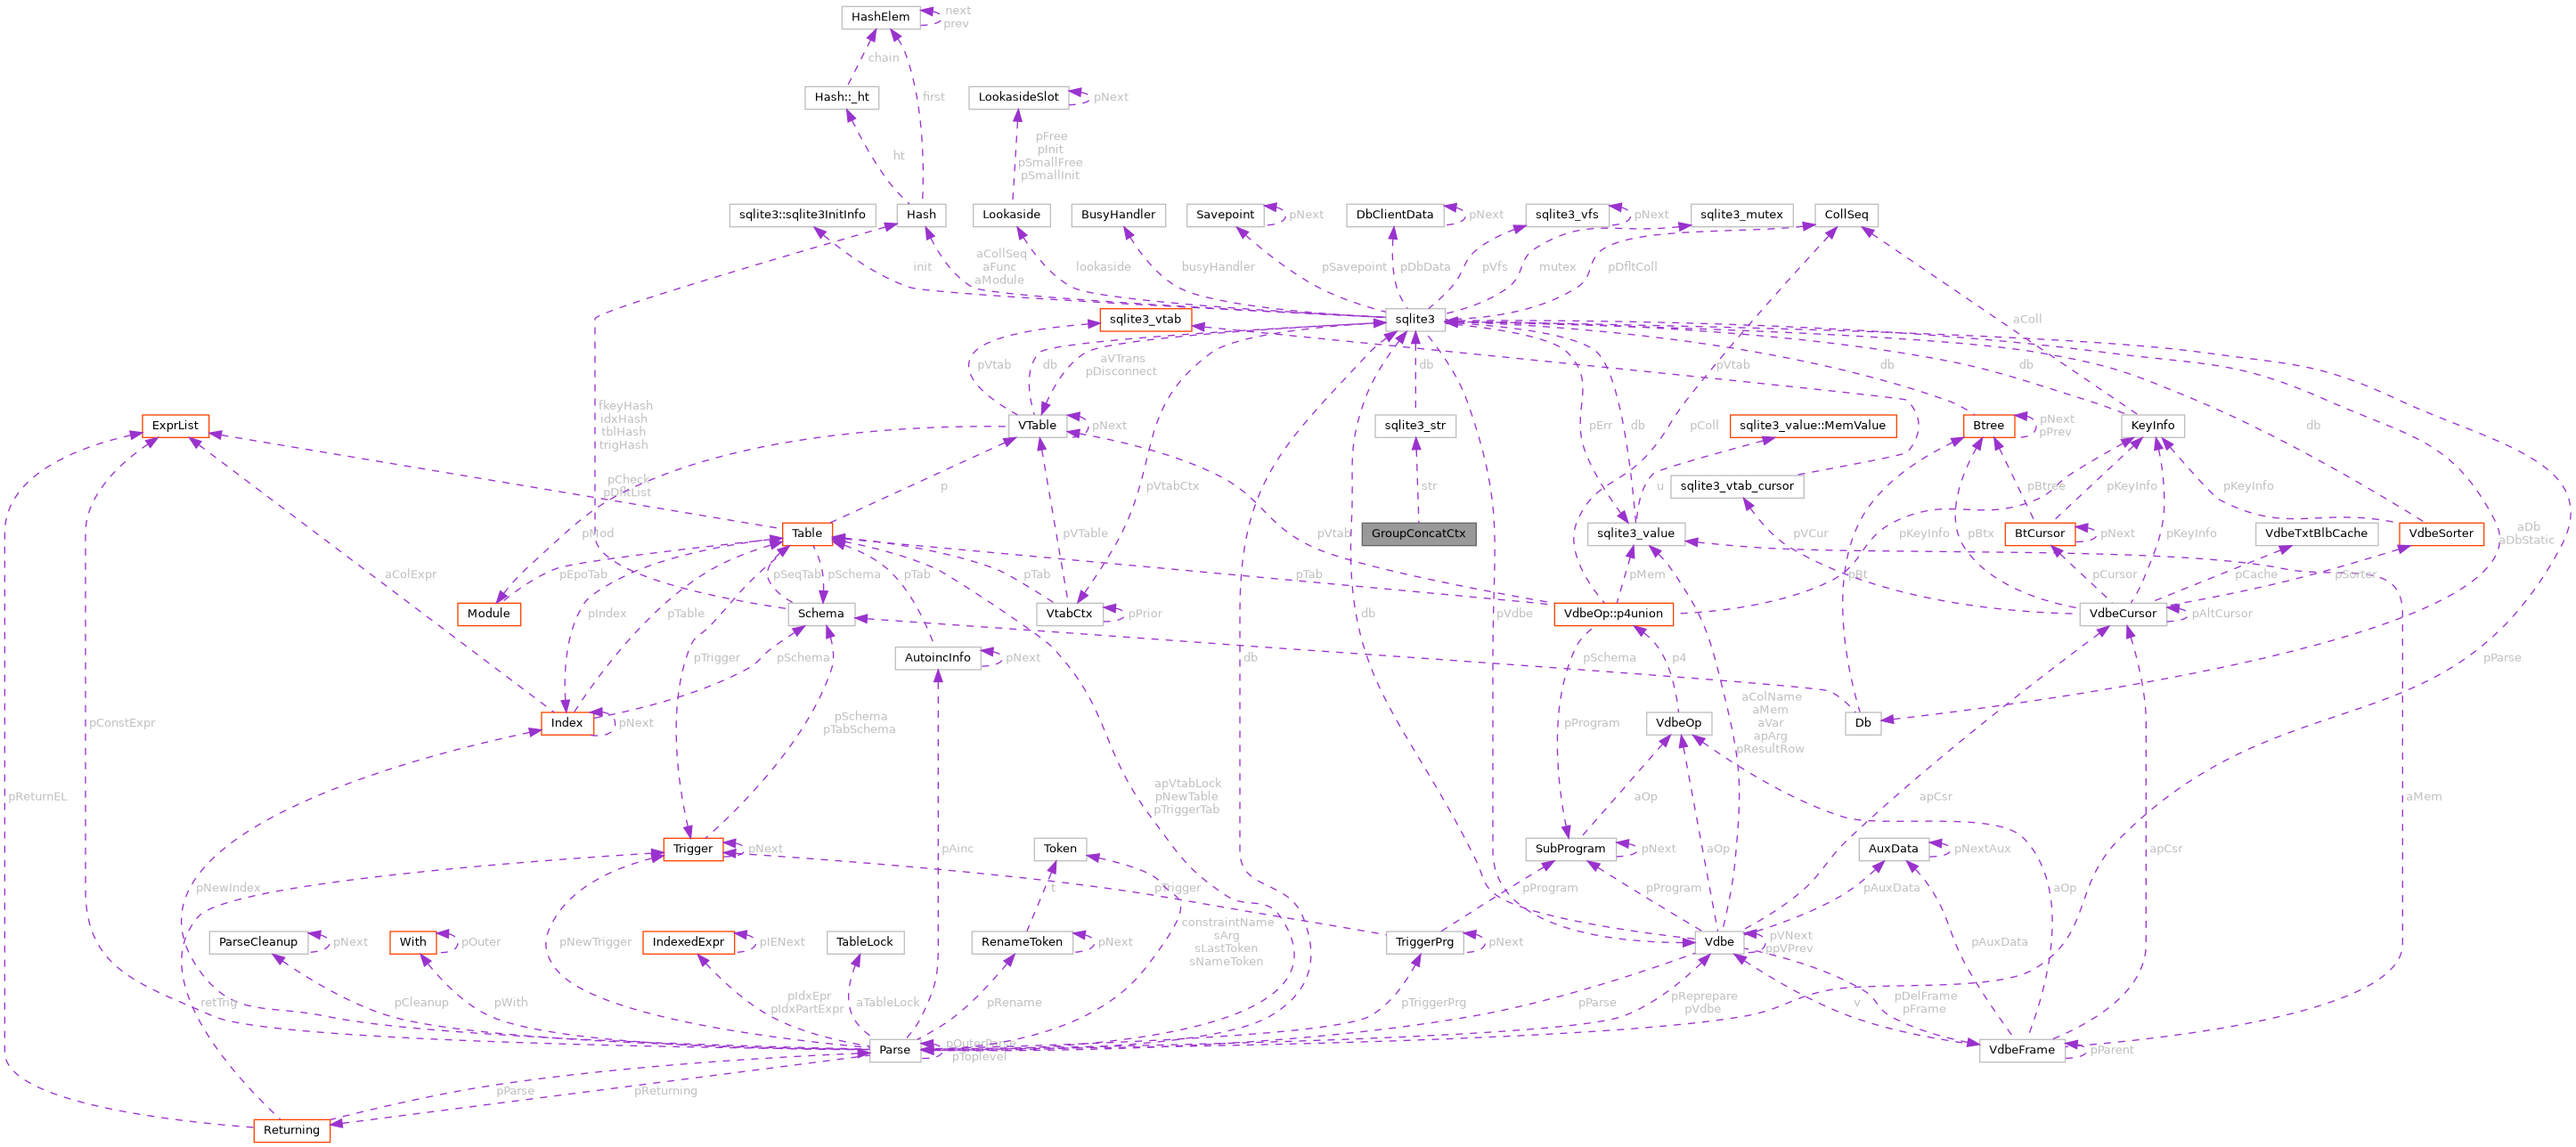 HashElem
next
prev
chain
Hash::_ht
first
LookasideSlot
pNext
pFree
pInit
pSmallFree
pSmallInit
ht
sqlite3::sqlite3InitInfo
Hash
Lookaside
BusyHandler
Savepoint
pNext
DbClientData
pNext
sqlite3_vfs
pNext
sqlite3_mutex
CollSeq
init
aCollSeq
aFunc
aModule
lookaside
busyHandler
pSavepoint
pDbData
pVfs
mutex
pDfltColl
sqlite3_vtab
sqlite3
aColl
pVtab
db
aVTrans
pDisconnect
db
pVtab
db
db
fkeyHash
idxHash
tblHash
trigHash
ExprList
VTable
pNext
sqlite3_str
pErr
db
pColl
sqlite3_value::MemValue
Btree
pNext
pPrev
KeyInfo
db
pCheck
pDfltList
p
pVtabCtx
str
u
sqlite3_vtab_cursor
pBtree
pKeyInfo
pKeyInfo
pMod
Table
pVTable
GroupConcatCtx
pVtab
sqlite3_value
pVCur
pKeyInfo
pBtx
BtCursor
pNext
pKeyInfo
VdbeTxtBlbCache
VdbeSorter
aDb
aDbStatic
aColExpr
pEpoTab
pSeqTab
pSchema
pTab
pTab
pTab
pMem
pBt
pCursor
pCache
pSorter
Module
pIndex
pTable
Schema
VtabCtx
pPrior
db
pVdbe
VdbeOp::p4union
VdbeCursor
pAltCursor
pTrigger
pSchema
AutoincInfo
pNext
db
pSchema
p4
pParse
pConstExpr
Index
pNext
pSchema
pTabSchema
pProgram
VdbeOp
aColName
aMem
aVar
apArg
pResultRow
Db
pReturnEL
apVtabLock
pNewTable
pTriggerTab
aOp
apCsr
aMem
Trigger
pNext
pAinc
Token
SubProgram
pNext
aOp
AuxData
pNextAux
apCsr
pNewIndex
t
pTrigger
pProgram
pProgram
pAuxData
aOp
ParseCleanup
pNext
With
pOuter
pNewTrigger
IndexedExpr
pIENext
TableLock
RenameToken
pNext
constraintName
sArg
sLastToken
sNameToken
TriggerPrg
pNext
Vdbe
pVNext
ppVPrev
pAuxData
retTrig
pCleanup
pWith
pIdxEpr
pIdxPartExpr
aTableLock
pRename
pTriggerPrg
pParse
pReprepare
pVdbe
v
pDelFrame
pFrame
Parse
pOuterParse
pToplevel
VdbeFrame
pParent
pParse
pReturning
Returning